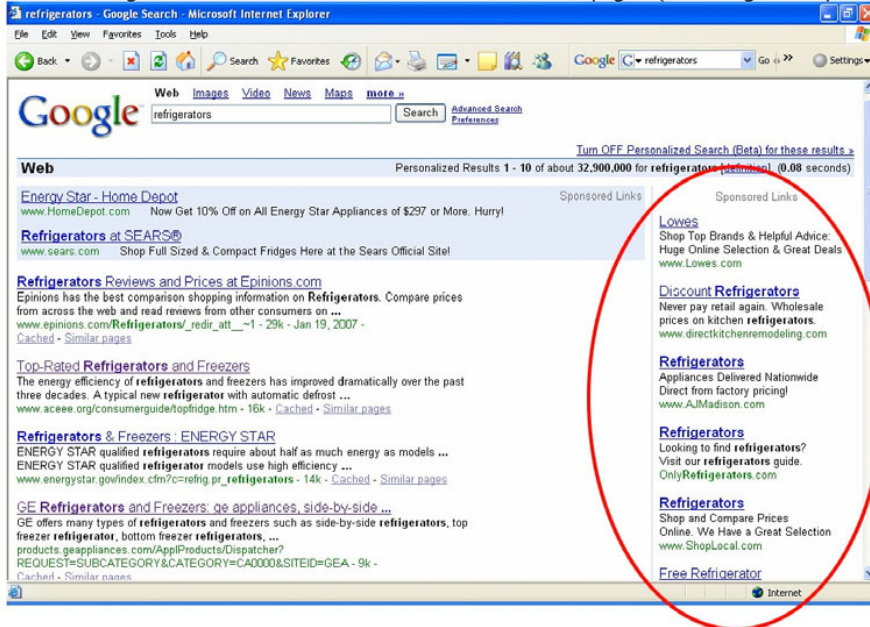 refrigerators - Google Search - Microsoft Internet Explorer
File Edit View Favorites Tools Help
Back Search Favorites Google G refrigerators Go Settings
Web Images Video News Maps more »
Google refrigerators Search Advanced Search
Preferences
Turn OFF Personalized Search (Beta) for these results »
Web Personalized Results 1 - 10 of about 32,900,000 for refrigerators [definition]. (0.08 seconds)
Energy Star - Home Depot Sponsored Links
www.HomeDepot.com Now Get 10% Off on All Energy Star Appliances of $297 or More. Hurry!
Refrigerators at SEARS®
www.sears.com Shop Full Sized & Compact Fridges Here at the Sears Official Site!
Refrigerators Reviews and Prices at Epinions.com
Epinions has the best comparison shopping information on Refrigerators. Compare prices
from across the web and read reviews from other consumers on ...
www.epinions.com/Refrigerators/_redir_att__~1 - 29k - Jan 19, 2007 -
Cached - Similar pages
Top-Rated Refrigerators and Freezers
The energy efficiency of refrigerators and freezers has improved dramatically over the past
three decades. A typical new refrigerator with automatic defrost ...
www.aceee.org/consumerguide/topfridge.htm - 16k - Cached - Similar pages
Refrigerators & Freezers : ENERGY STAR
ENERGY STAR qualified refrigerators require about half as much energy as models ...
ENERGY STAR qualified refrigerator models use high efficiency ...
www.energystar.gov/index.cfm?c=refrig.pr_refrigerators - 14k - Cached - Similar pages
GE Refrigerators and Freezers: ge appliances, side-by-side ...
GE offers many types of refrigerators and freezers such as side-by-side refrigerators, top
freezer refrigerator, bottom freezer refrigerators, ...
products.geappliances.com/ApplProducts/Dispatcher?
REQUEST=SUBCATEGORY&CATEGORY=CA0000&SITEID=GEA - 9k -
Cached - Similar pages
Sponsored Links
Lowes
Shop Top Brands & Helpful Advice:
Huge Online Selection & Great Deals
www.Lowes.com
Discount Refrigerators
Never pay retail again. Wholesale
prices on kitchen refrigerators.
www.directkitchenremodeling.com
Refrigerators
Appliances Delivered Nationwide
Direct from factory pricing!
www.AJMadison.com
Refrigerators
Looking to find refrigerators?
Visit our refrigerators guide.
OnlyRefrigerators.com
Refrigerators
Shop and Compare Prices
Online. We Have a Great Selection
www.ShopLocal.com
Free Refrigerator
Internet